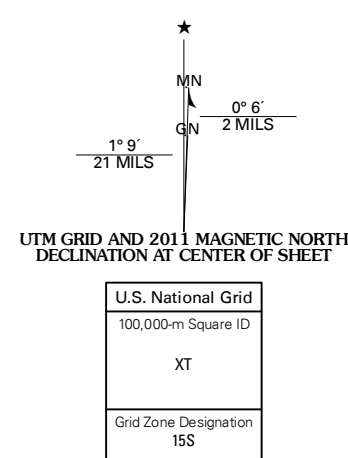 ★
MN
0° 6´
2 MILS
GN
1° 9´
21 MILS
UTM GRID AND 2011 MAGNETIC NORTH
DECLINATION AT CENTER OF SHEET
U.S. National Grid
100,000-m Square ID
XT
Grid Zone Designation
15S